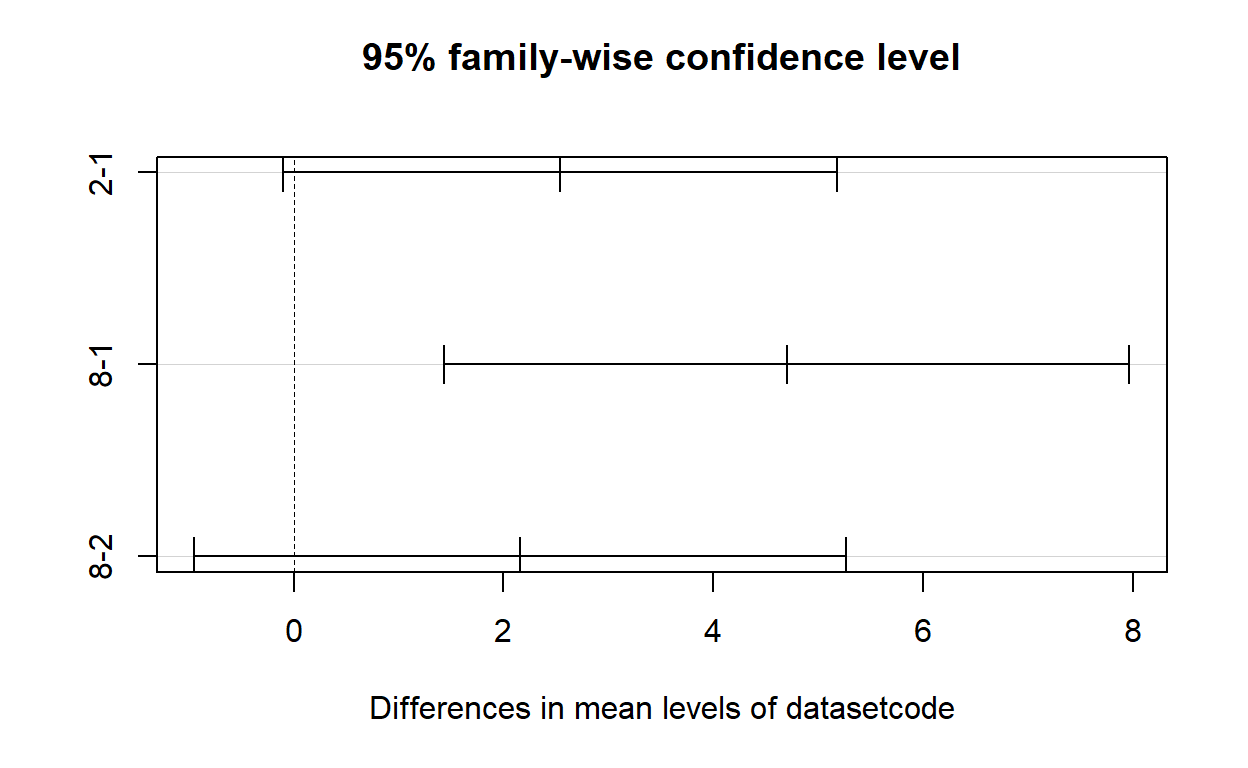 95% family-wise confidence level
2-1
8-1
8-2
0 2 4 6 8
Differences in mean levels of datasetcode